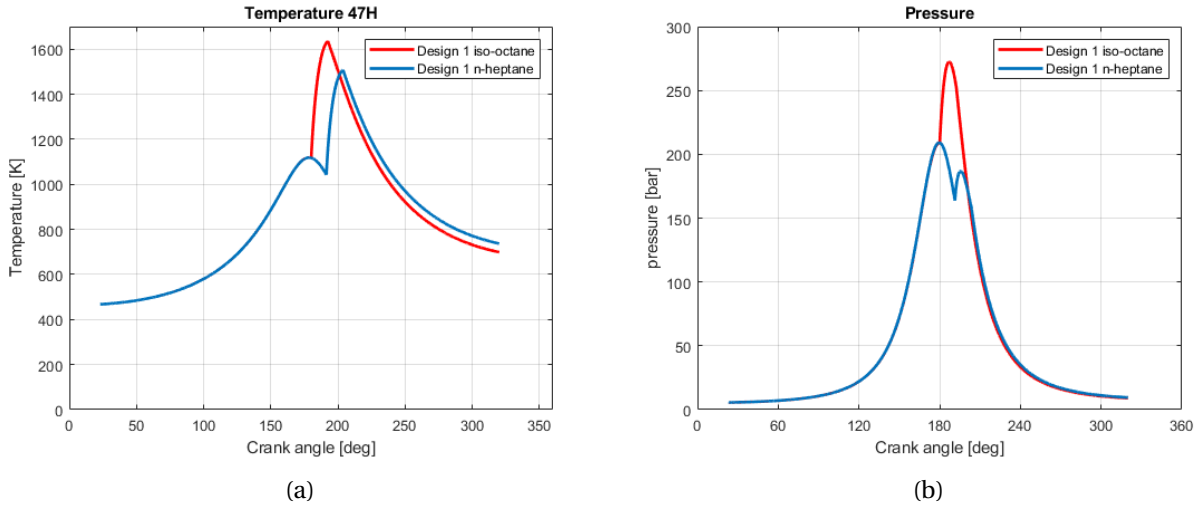 Temperature 47H
1600
1400
1200
1000
800
600
400
200
0
Temperature [K]
0 50 100 150 200 250 300 350
Crank angle [deg]
Design 1 iso-octane
Design 1 n-heptane
(a)
Pressure
300
250
200
150
100
50
0
pressure [bar]
0 60 120 180 240 300 360
Crank angle [deg]
Design 1 iso-octane
Design 1 n-heptane
(b)